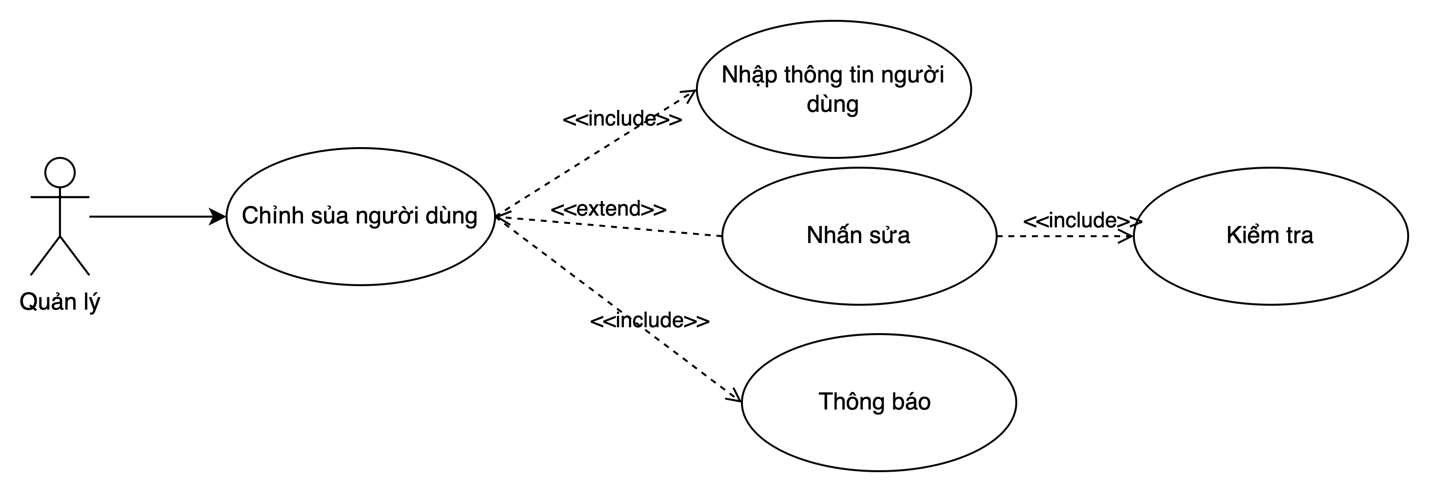 Nhập thông tin người
dùng
<<include>>
Chỉnh sủa người dùng
<<extend>>
Nhấn sửa
<<include>>
Kiểm tra
Quản lý
<<include>>
Thông báo